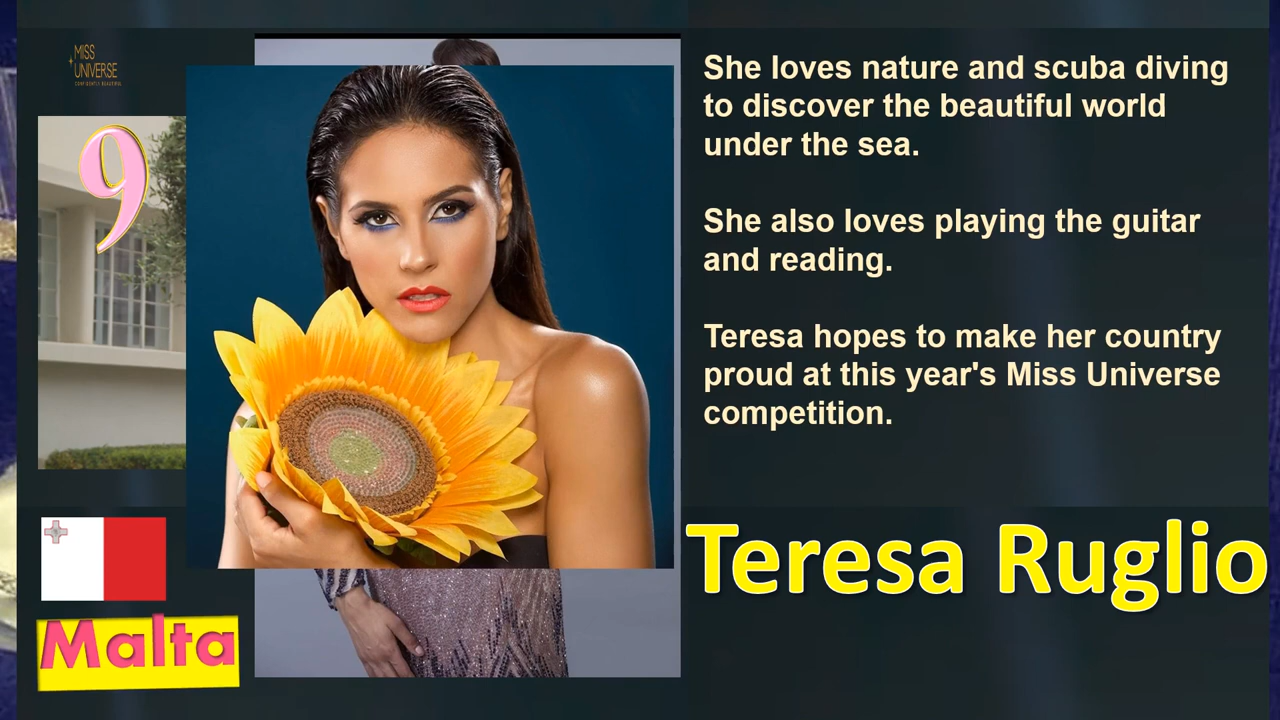 MISS
UNIVERSE
CONFIDENTLY BEAUTIFUL
9
She loves nature and scuba diving
to discover the beautiful world
under the sea.
She also loves playing the guitar
and reading.
Teresa hopes to make her country
proud at this year's Miss Universe
competition.
Teresa Ruglio
Malta